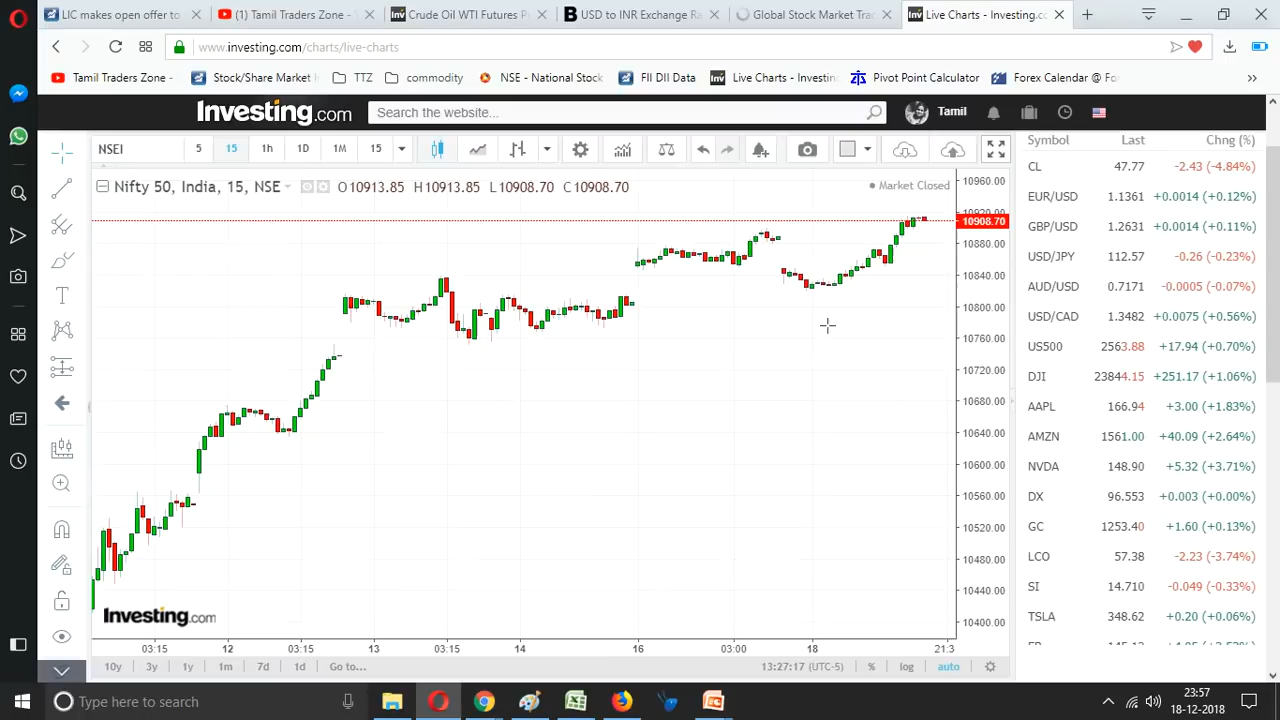 LIC makes open offer to
(1) Tamil Traders Zone -
Crude Oil WTI Futures P
USD to INR Exchange Ra
Global Stock Market Trac
Live Charts - Investing.co
www.investing.com/charts/live-charts
Tamil Traders Zone -
Stock/Share Market I
TTZ
commodity
NSE - National Stock
FII DII Data
Live Charts - Investin
Pivot Point Calculator
Forex Calendar @ Fo
Investing.com
Search the website...
Tamil
NSEI
5
15
1h
1D
1M
15
Nifty 50, India, 15, NSE
O10913.85 H10913.85 L10908.70 C10908.70
Market Closed
10960.00
10920.00
10908.70
10880.00
10840.00
10800.00
10760.00
10720.00
10680.00
10640.00
10600.00
10560.00
10520.00
10480.00
10440.00
10400.00
Investing.com
03:15 12 03:15 13 03:15 14 16 03:00 18 21:3
10y 3y 1y 1m 7d 1d Go to...
13:27:17 (UTC-5) % log auto
Symbol Last Chng (%)
CL 47.77 -2.43 (-4.84%)
EUR/USD 1.1361 +0.0014 (+0.12%)
GBP/USD 1.2631 +0.0014 (+0.11%)
USD/JPY 112.57 -0.26 (-0.23%)
AUD/USD 0.7171 -0.0005 (-0.07%)
USD/CAD 1.3482 +0.0075 (+0.56%)
US500 2563.88 +17.94 (+0.70%)
DJI 23844.15 +251.17 (+1.06%)
AAPL 166.94 +3.00 (+1.83%)
AMZN 1561.00 +40.09 (+2.64%)
NVDA 148.90 +5.32 (+3.71%)
DX 96.553 +0.003 (+0.00%)
GC 1253.40 +1.60 (+0.13%)
LCO 57.38 -2.23 (-3.74%)
SI 14.710 -0.049 (-0.33%)
TSLA 348.62 +0.20 (+0.06%)
Type here to search
23:57
18-12-2018